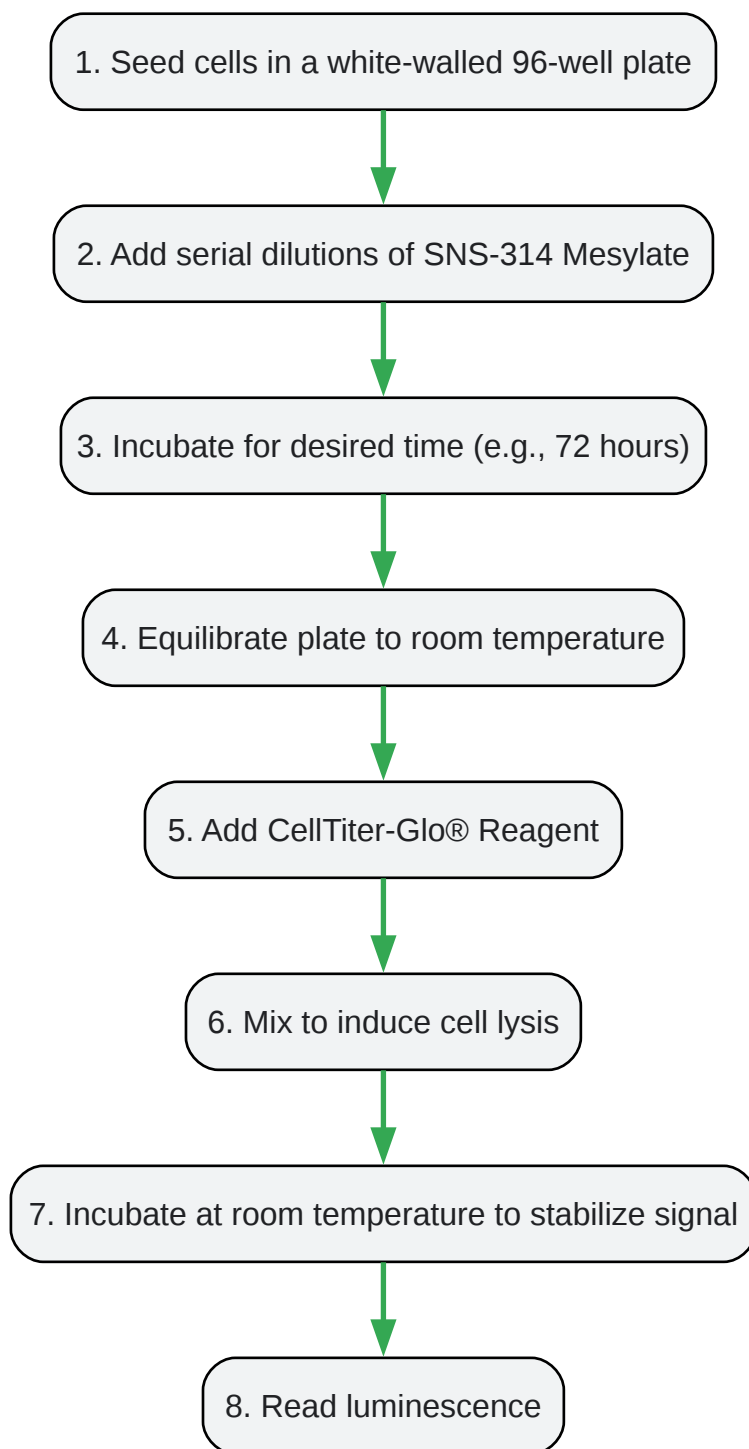 1. Seed cells in a white-walled 96-well plate
2. Add serial dilutions of SNS-314 Mesylate
3. Incubate for desired time (e.g., 72 hours)
4. Equilibrate plate to room temperature
5. Add CellTiter-Glo® Reagent
6. Mix to induce cell lysis
7. Incubate at room temperature to stabilize signal
8. Read luminescence